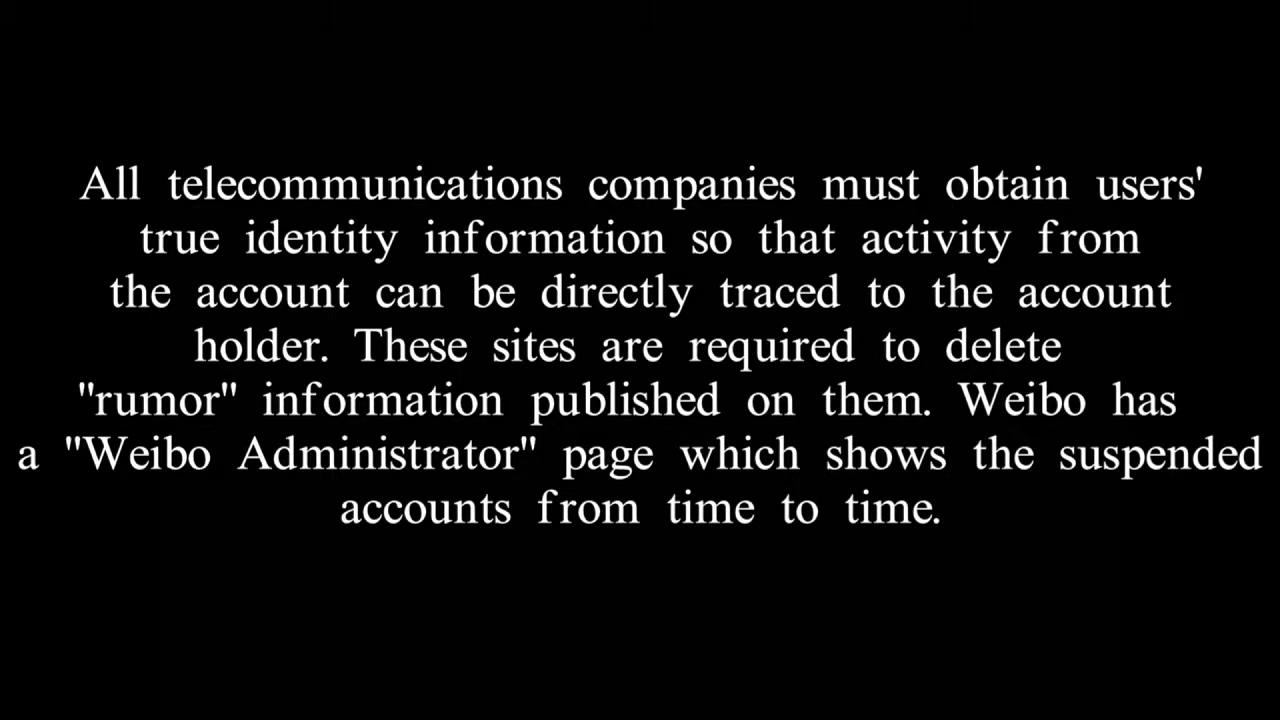 All telecommunications companies must obtain users'
true identity information so that activity from
the account can be directly traced to the account
holder. These sites are required to delete
"rumor" information published on them. Weibo has
a "Weibo Administrator" page which shows the suspended
accounts from time to time.